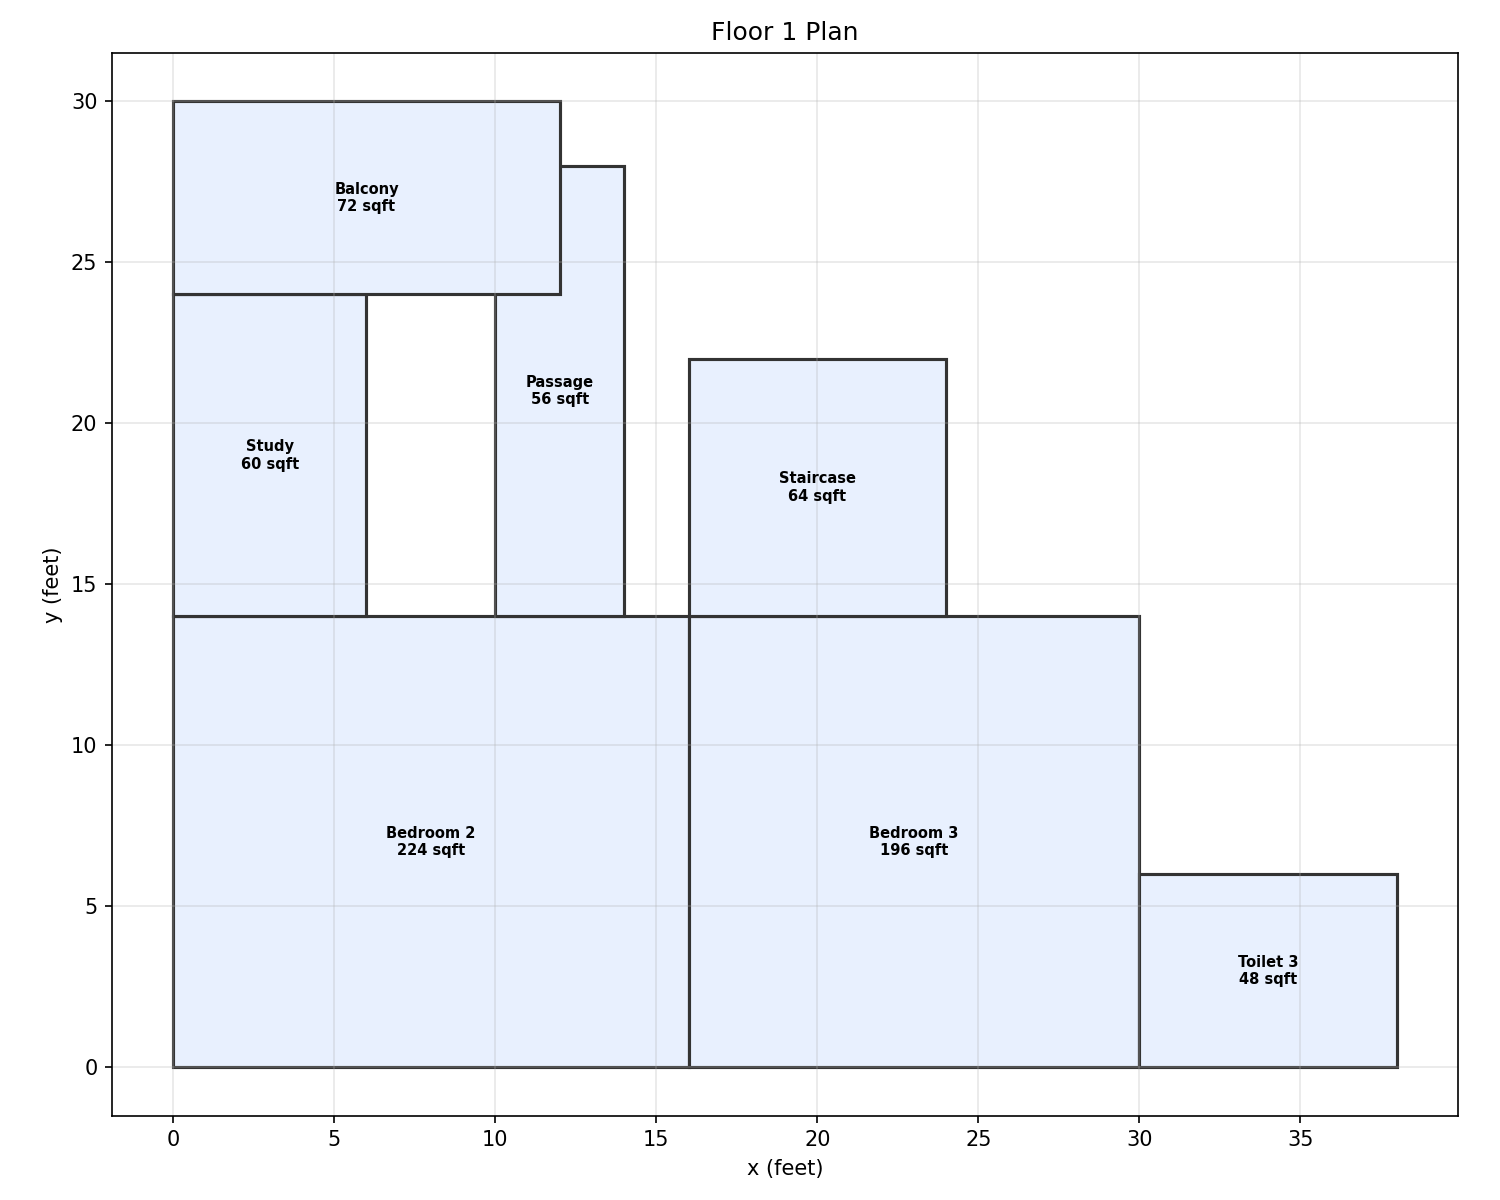 Floor 1 Plan
30
25
20
15
10
5
0
y (feet)
Balcony
72 sqft
Passage
56 sqft
Study
60 sqft
Staircase
64 sqft
Bedroom 2
224 sqft
Bedroom 3
196 sqft
Toilet 3
48 sqft
0 5 10 15 20 25 30 35
x (feet)